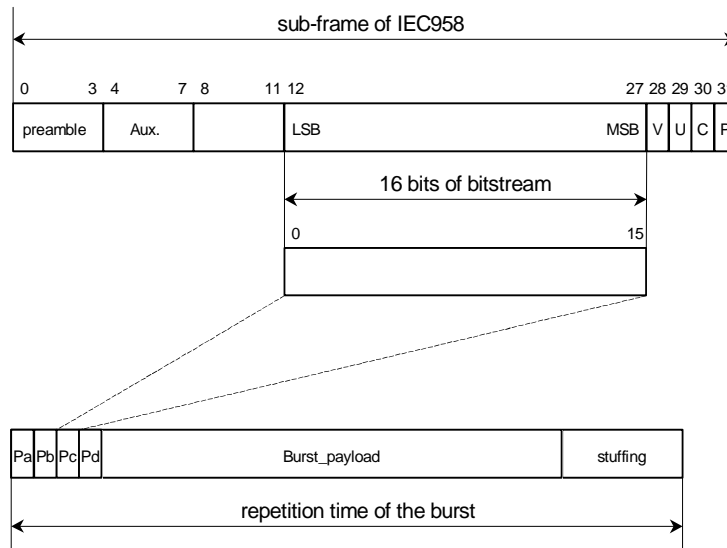 sub-frame of IEC958
0 3 4 7 8 11 12 27 28 29 30 3
preamble Aux. LSB MSB V U C P
16 bits of bitstream
0 15
Pa Pb Pc Pd Burst_payload stuffing
repetition time of the burst